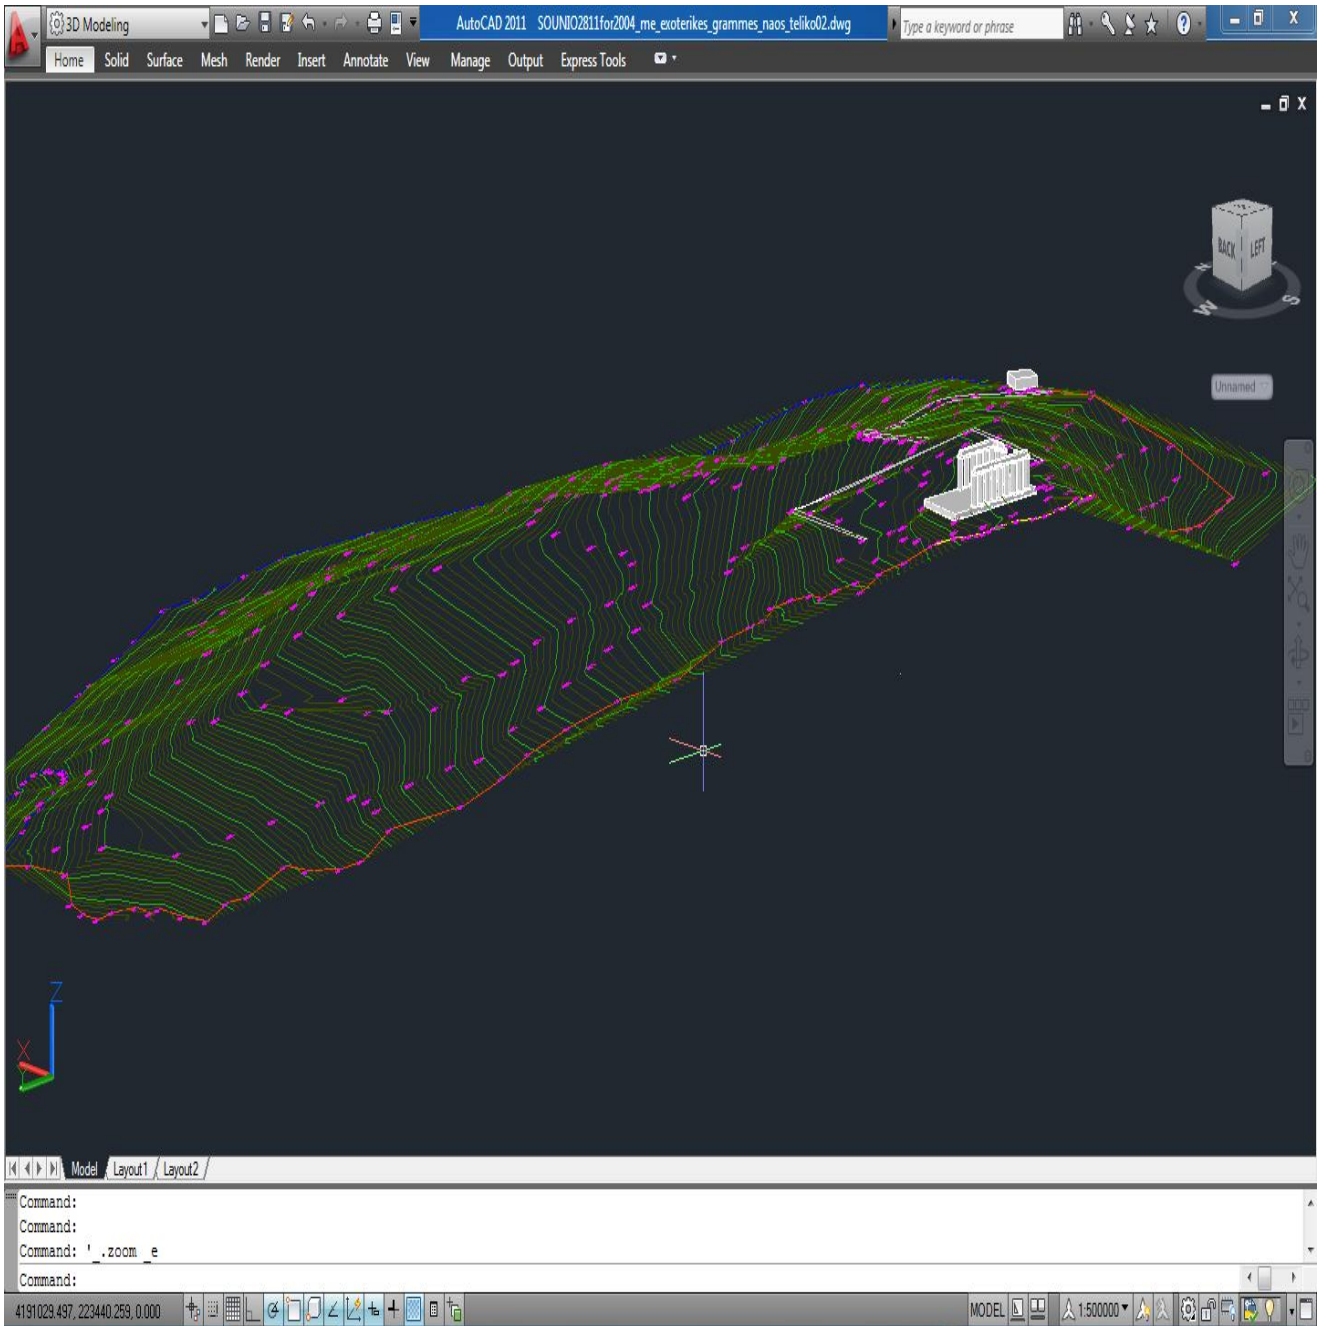 3D Modeling
AutoCAD 2011 SOUNIO2811for2004_me_exoterikes_grammes_naos_teliko02.dwg
Type a keyword or phrase
Home Solid Surface Mesh Render Insert Annotate View Manage Output Express Tools
BACK LEFT
W S
Unnamed
Z
X
Y
Model Layout1 Layout2
Command:
Command:
Command: '_.zoom _e
Command:
4191029.497, 223440.259, 0.000 MODEL 1:500000